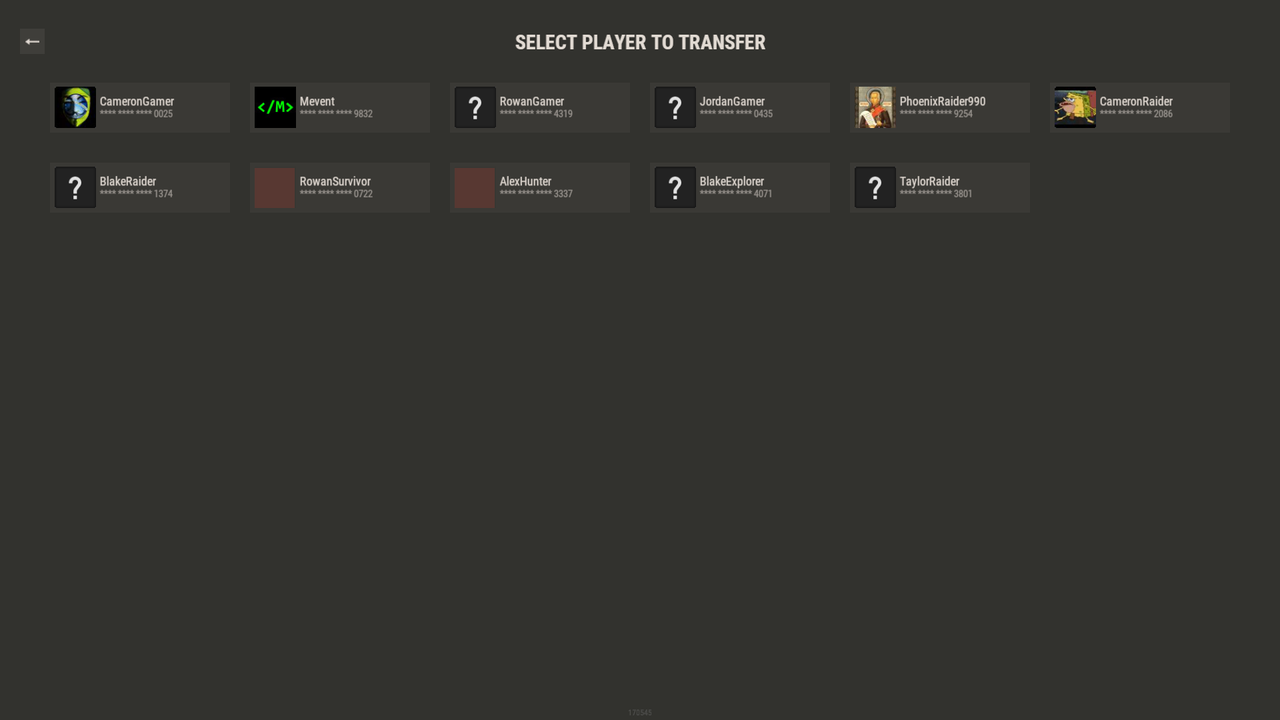 SELECT PLAYER TO TRANSFER
CameronGamer
**** **** **** 0025
</M>
Mevent
**** **** **** 9832
?
RowanGamer
**** **** **** 4319
?
JordanGamer
**** **** **** 0435
PhoenixRaider990
**** **** **** 9254
CameronRaider
**** **** **** 2086
?
BlakeRaider
**** **** **** 1374
RowanSurvivor
**** **** **** 0722
AlexHunter
**** **** **** 3337
?
BlakeExplorer
**** **** **** 4071
?
TaylorRaider
**** **** **** 3801